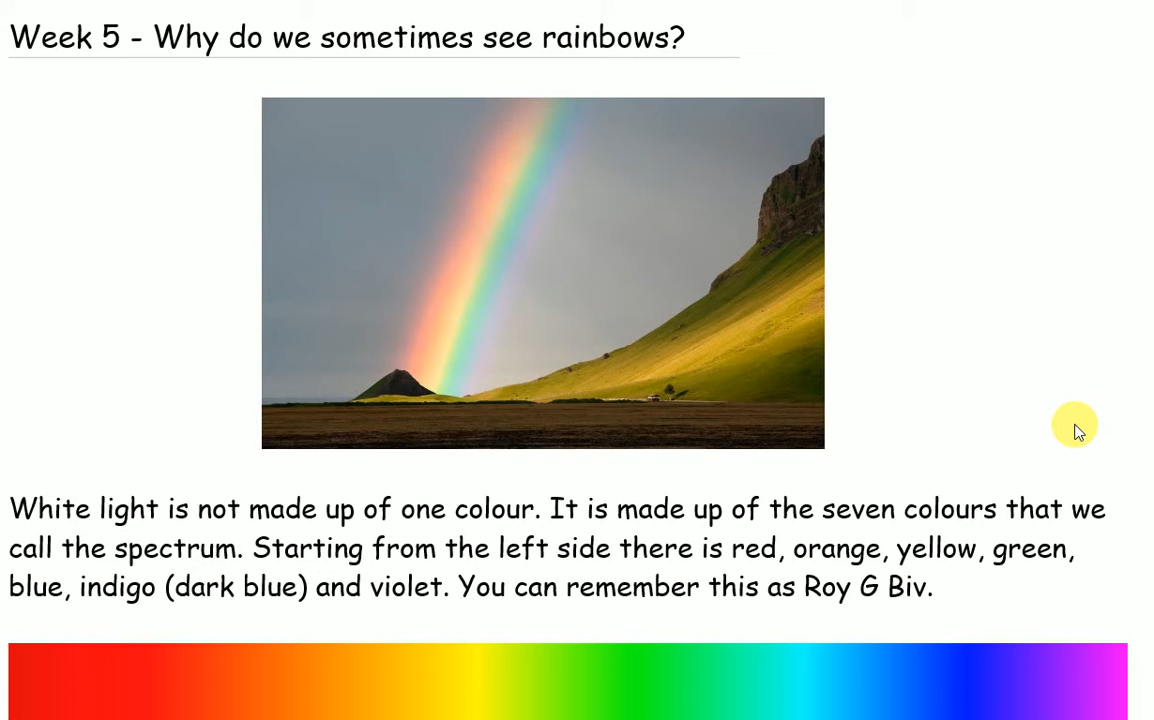 Week 5 - Why do we sometimes see rainbows?
White light is not made up of one colour. It is made up of the seven colours that we
call the spectrum. Starting from the left side there is red, orange, yellow, green,
blue, indigo (dark blue) and violet. You can remember this as Roy G Biv.